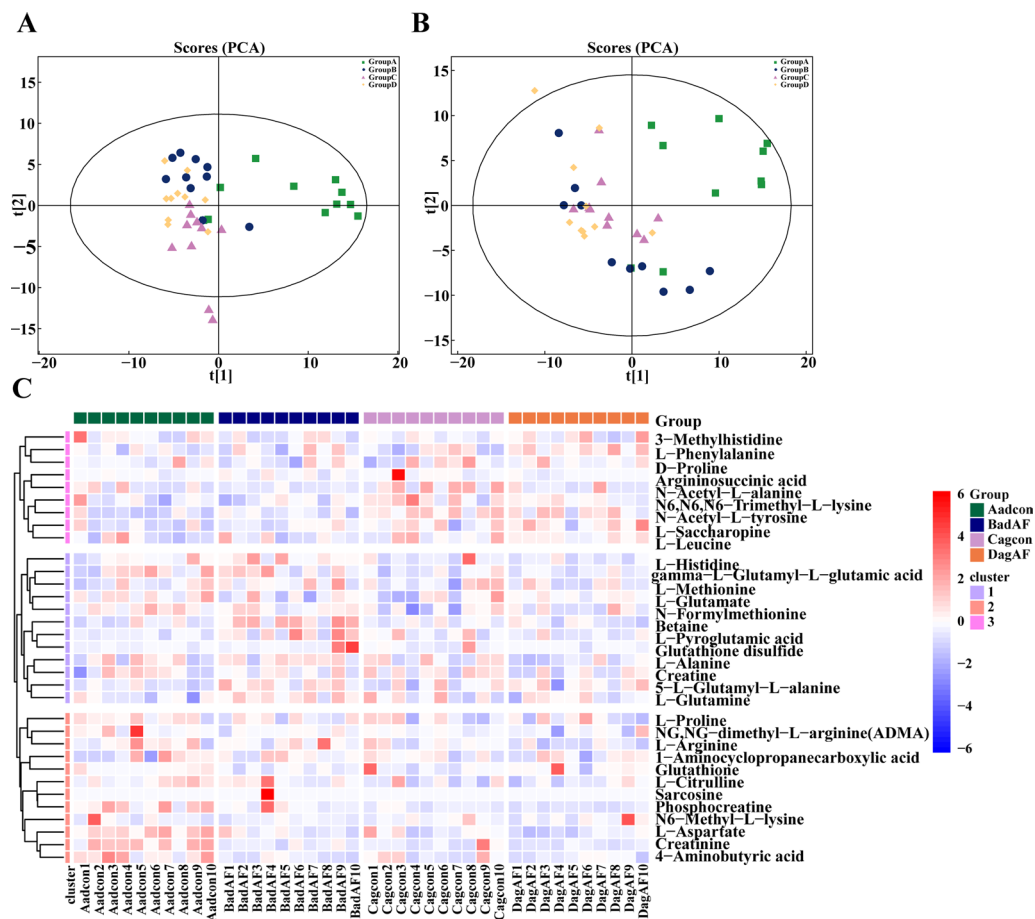 A
Scores (PCA)
GroupA
GroupB
GroupC
GroupD
15
10
5
0
−5
−10
−15
t[2]
−20
−10
0
10
20
t[1]
B
Scores (PCA)
GroupA
GroupB
GroupC
GroupD
15
10
5
0
−5
−10
−15
t[2]
−20
−10
0
10
20
t[1]
C
Group
3−Methylhistidine
L−Phenylalanine
D−Proline
Argininosuccinic acid
N−Acetyl−L−alanine
N6,N6,N6−Trimethyl−L−lysine
N−Acetyl−L−tyrosine
L−Saccharopine
L−Leucine
L−Histidine
gamma−L−Glutamyl−L−glutamic acid
L−Methionine
L−Glutamate
N−Formylmethionine
Betaine
L−Pyroglutamic acid
Glutathione disulfide
L−Alanine
Creatine
5−L−Glutamyl−L−alanine
L−Glutamine
L−Proline
NG,NG−dimethyl−L−arginine(ADMA)
L−Arginine
1−Aminocyclopropanecarboxylic acid
Glutathione
L−Citrulline
Sarcosine
Phosphocreatine
N6−Methyl−L−lysine
L−Aspartate
Creatinine
4−Aminobutyric acid
cluster
Aadcon1
Aadcon2
Aadcon3
Aadcon4
Aadcon5
Aadcon6
Aadcon7
Aadcon8
Aadcon9
Aadcon10
BadAF1
BadAF2
BadAF3
BadAF4
BadAF5
BadAF6
BadAF7
BadAF8
BadAF9
BadAF10
Cagcon1
Cagcon2
Cagcon3
Cagcon4
Cagcon5
Cagcon6
Cagcon7
Cagcon8
Cagcon9
Cagcon10
DagAF1
DagAF2
DagAF3
DagAF4
DagAF5
DagAF6
DagAF7
DagAF8
DagAF9
DagAF10
6
4
2
0
−2
−4
−6
Group
Aadcon
BadAF
Cagcon
DagAF
cluster
1
2
3